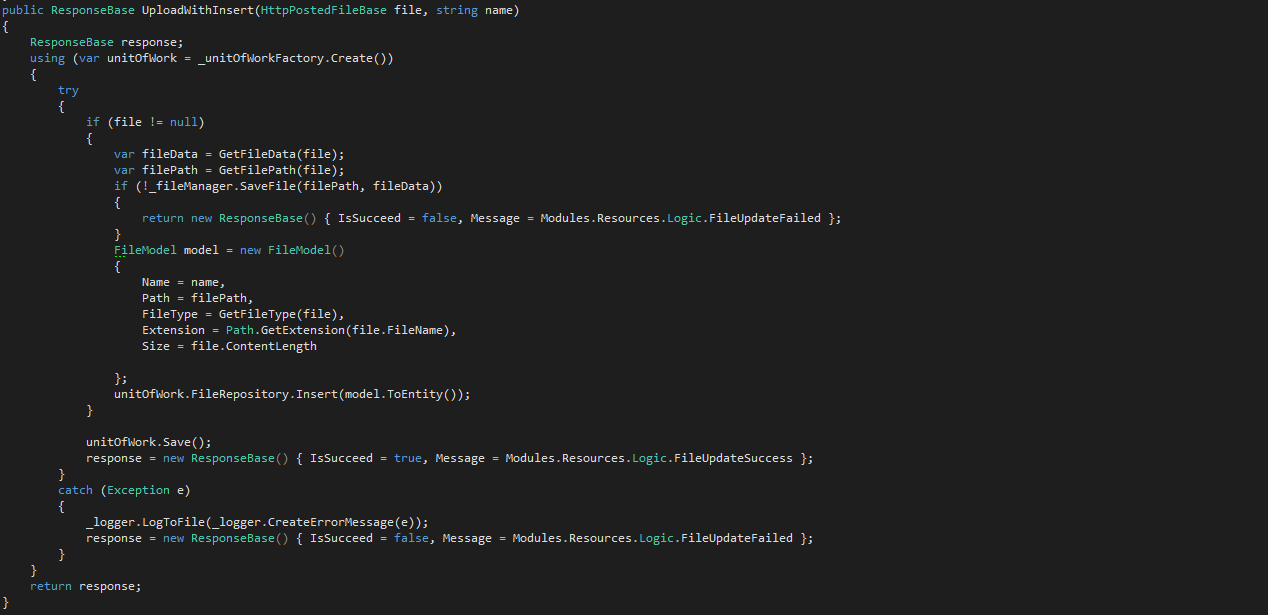 public ResponseBase UploadWithInsert(HttpPostedFileBase file, string name)
{
    ResponseBase response;
    using (var unitOfWork = _unitOfWorkFactory.Create())
    {
        try
        {
            if (file != null)
            {
                var fileData = GetFileData(file);
                var filePath = GetFilePath(file);
                if (!_fileManager.SaveFile(filePath, fileData))
                {
                    return new ResponseBase() { IsSucceed = false, Message = Modules.Resources.Logic.FileUpdateFailed };
                }
                FileModel model = new FileModel()
                {
                    Name = name,
                    Path = filePath,
                    FileType = GetFileType(file),
                    Extension = Path.GetExtension(file.FileName),
                    Size = file.ContentLength

                };
                unitOfWork.FileRepository.Insert(model.ToEntity());
            }

            unitOfWork.Save();
            response = new ResponseBase() { IsSucceed = true, Message = Modules.Resources.Logic.FileUpdateSuccess };
        }
        catch (Exception e)
        {
            _logger.LogToFile(_logger.CreateErrorMessage(e));
            response = new ResponseBase() { IsSucceed = false, Message = Modules.Resources.Logic.FileUpdateFailed };
        }
    }
    return response;
}